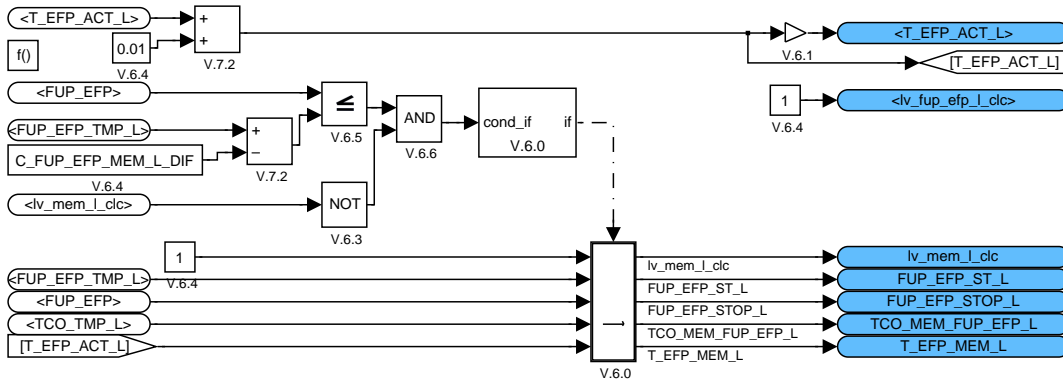 <T_EFP_ACT_L>
+
+
0.01
f()
V.6.4
V.7.2
V.6.1
<T_EFP_ACT_L>
[T_EFP_ACT_L]
<FUP_EFP>
≤
V.6.5
AND
V.6.6
cond_if if
V.6.0
1
V.6.4
<lv_fup_efp_l_clc>
<FUP_EFP_TMP_L>
+
−
V.7.2
C_FUP_EFP_MEM_L_DIF
V.6.4
<lv_mem_l_clc>
NOT
V.6.3
1
V.6.4
<FUP_EFP_TMP_L>
<FUP_EFP>
<TCO_TMP_L>
[T_EFP_ACT_L]
V.6.0
lv_mem_l_clc
FUP_EFP_ST_L
FUP_EFP_STOP_L
TCO_MEM_FUP_EFP_L
T_EFP_MEM_L
lv_mem_l_clc
FUP_EFP_ST_L
FUP_EFP_STOP_L
TCO_MEM_FUP_EFP_L
T_EFP_MEM_L